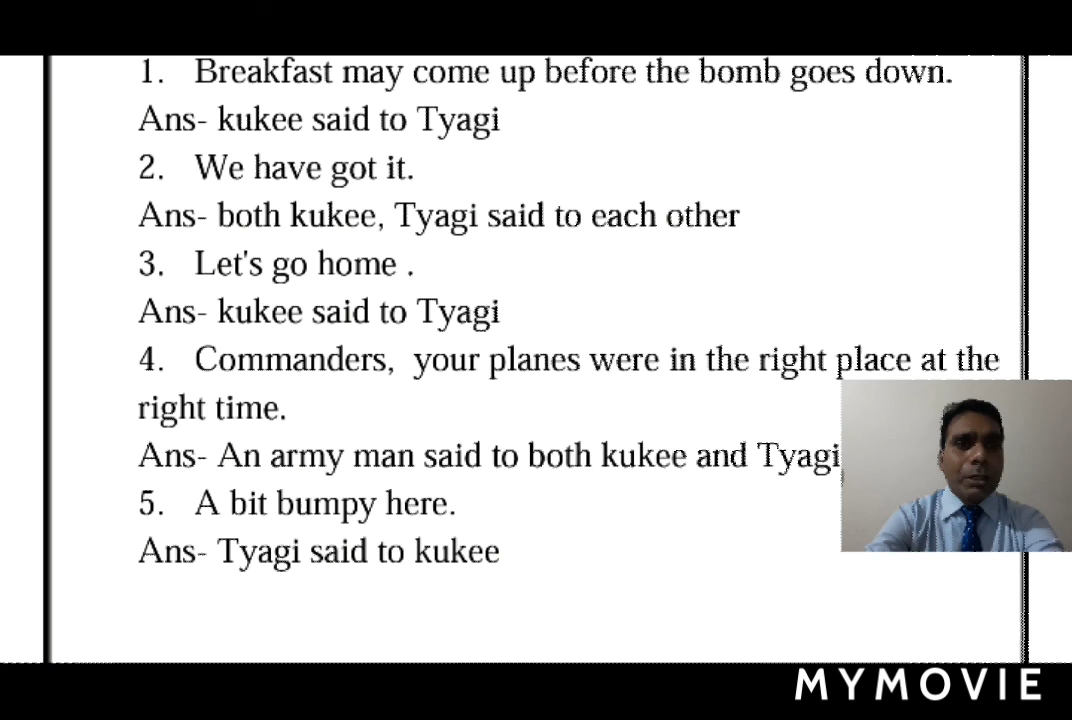 1. Breakfast may come up before the bomb goes down.
Ans- kukee said to Tyagi
2. We have got it.
Ans- both kukee, Tyagi said to each other
3. Let's go home .
Ans- kukee said to Tyagi
4. Commanders, your planes were in the right place at the
right time.
Ans- An army man said to both kukee and Tyagi
5. A bit bumpy here.
Ans- Tyagi said to kukee
MYMOVIE